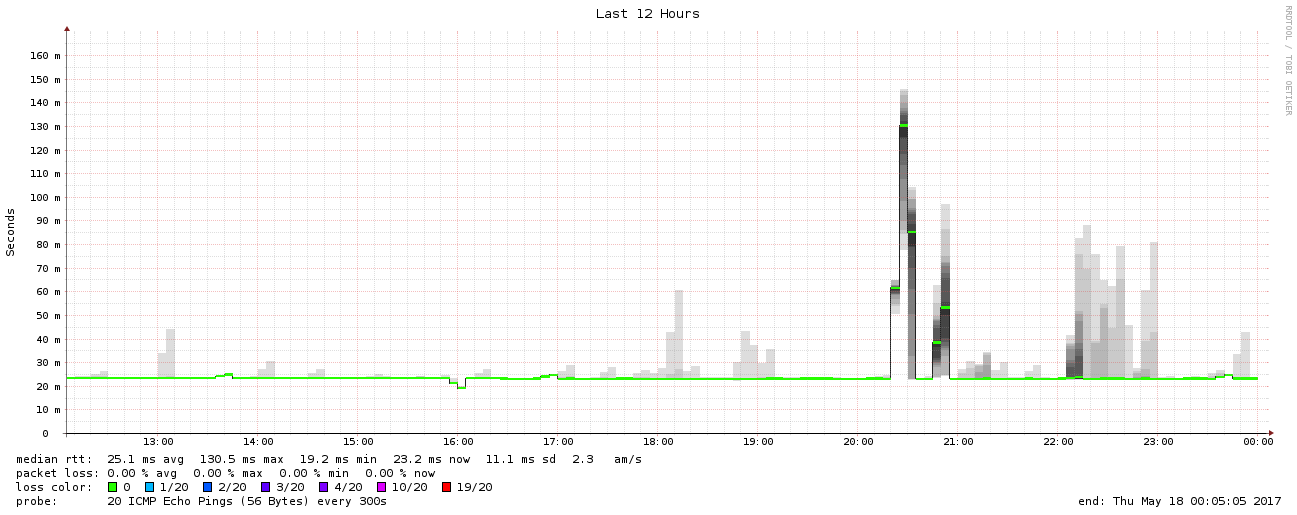 Last 12 Hours
RRDTOOL / TOBI OETIKER
Seconds
160 m
150 m
140 m
130 m
120 m
110 m
100 m
90 m
80 m
70 m
60 m
50 m
40 m
30 m
20 m
10 m
0
13:00 14:00 15:00 16:00 17:00 18:00 19:00 20:00 21:00 22:00 23:00 00:00
median rtt: 25.1 ms avg 130.5 ms max 19.2 ms min 23.2 ms now 11.1 ms sd 2.3 am/s
packet loss: 0.00 % avg 0.00 % max 0.00 % min 0.00 % now
loss color: 0 1/20 2/20 3/20 4/20 10/20 19/20
probe: 20 ICMP Echo Pings (56 Bytes) every 300s end: Thu May 18 00:05:05 2017